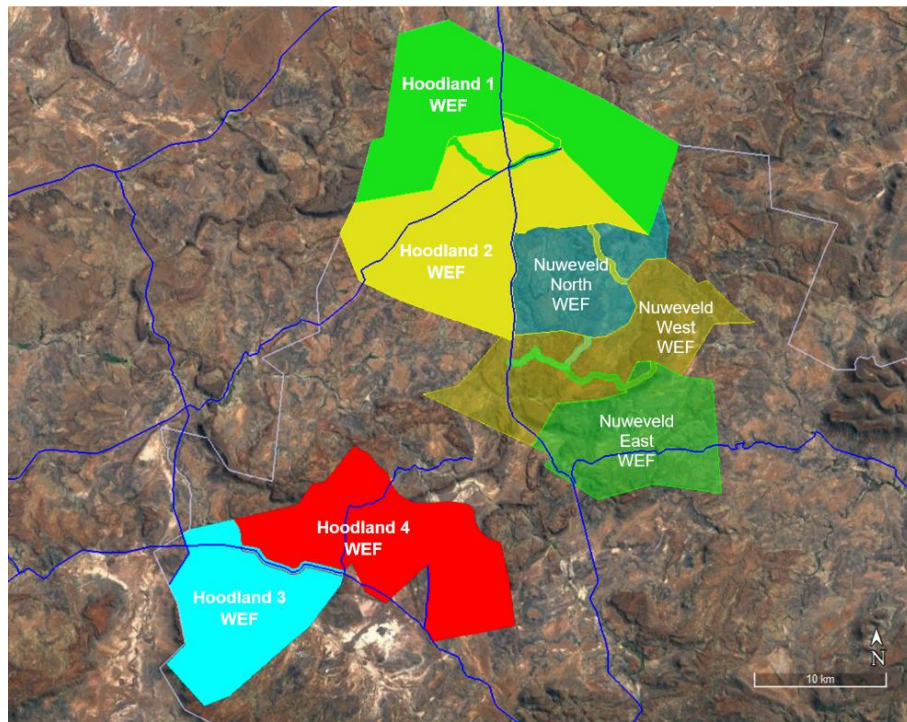 Hoodland 1
WEF
Hoodland 2
WEF
Nuweveld
North
WEF
Nuweveld
West
WEF
Nuweveld
East
WEF
Hoodland 4
WEF
Hoodland 3
WEF
N
10 km